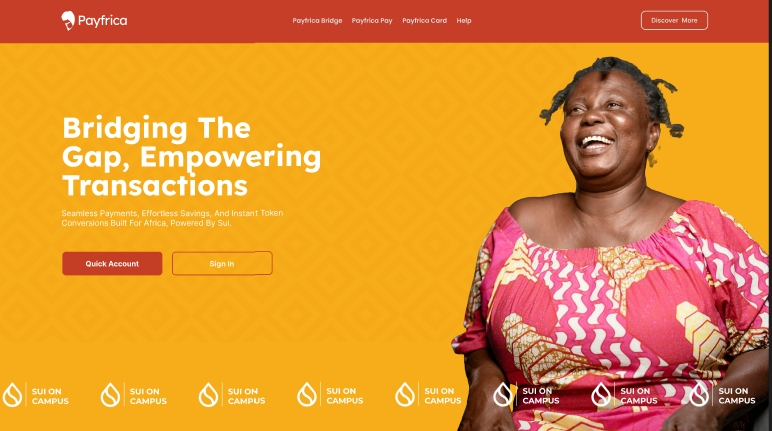 Payfrica
Payfrica Bridge Payfrica Pay Payfrica Card Help
Discover More
Bridging The
Gap, Empowering
Transactions
Seamless Payments, Effortless Savings, And Instant Token
Conversions Built For Africa, Powered By Sui.
Quick Account
Sign In
SUI ON
CAMPUS
SUI ON
CAMPUS
SUI ON
CAMPUS
SUI ON
CAMPUS
SUI ON
CAMPUS
SUI ON
CAMPUS
SUI ON
CAMPUS
SUI ON
CAMPUS